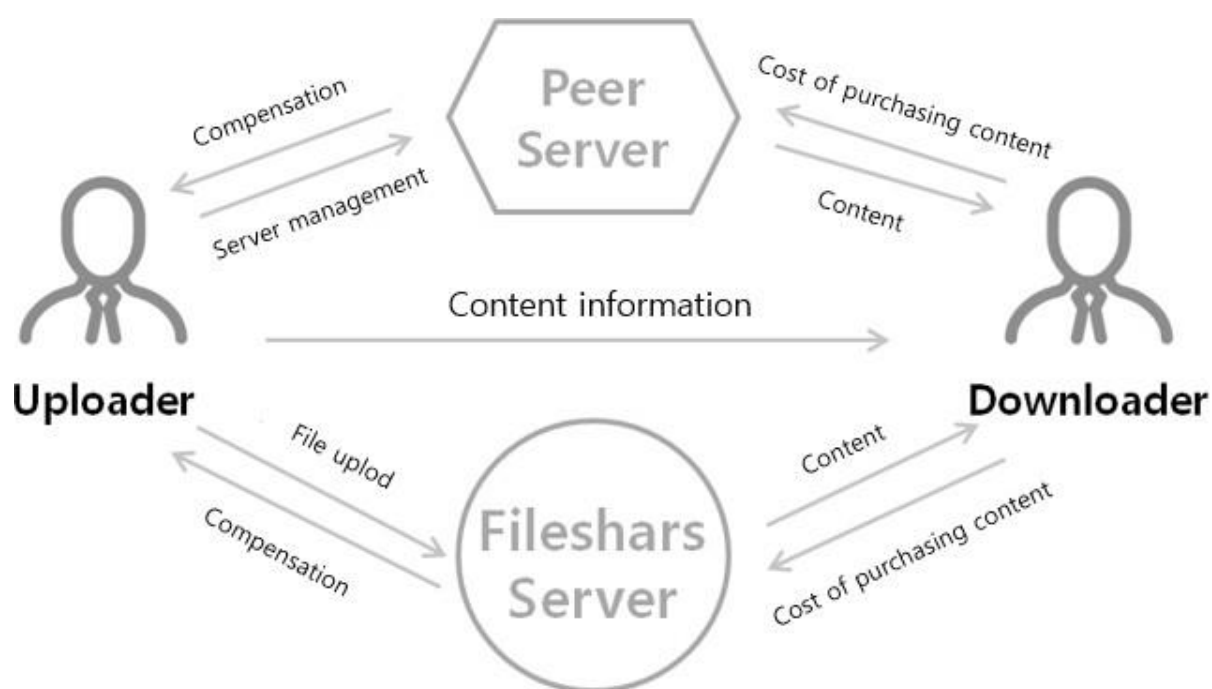 Peer
Server
Compensation
Server management
Cost of purchasing content
Content
Content information
Uploader
Downloader
File uplod
Compensation
Fileshars
Server
Content
Cost of purchasing content